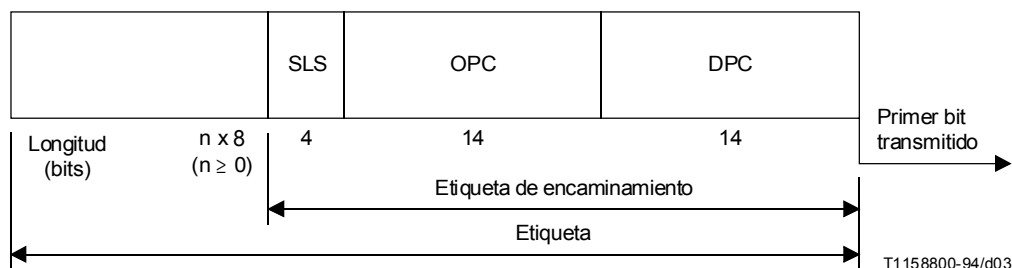 SLS OPC DPC
Longitud
(bits)
n x 8
(n ≥ 0)
4 14 14
Primer bit
transmitido
Etiqueta de encaminamiento
Etiqueta
T1158800-94/d03